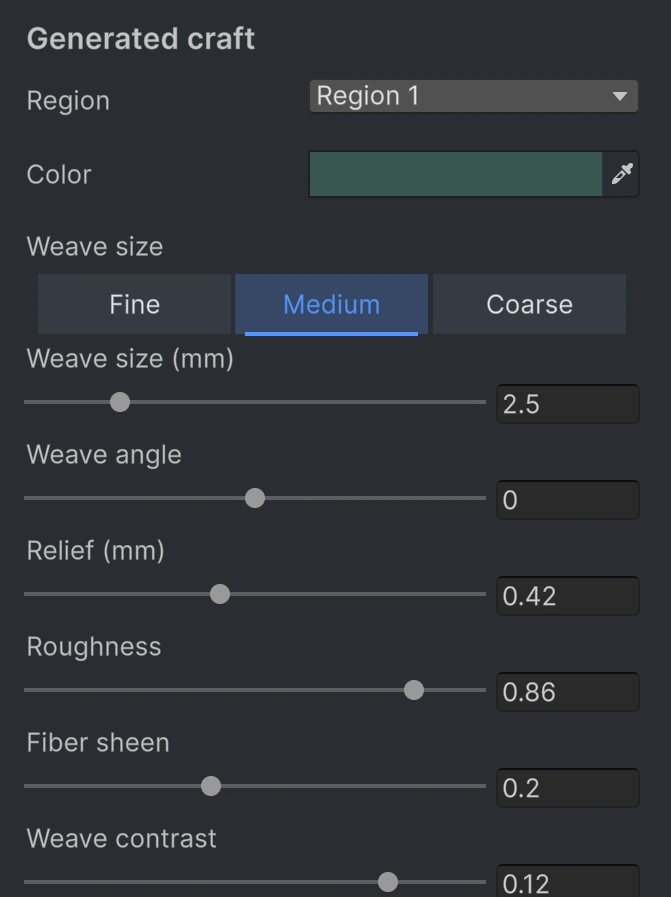 Generated craft
Region
Region 1
Color
Weave size
Fine
Medium
Coarse
Weave size (mm)
2.5
Weave angle
0
Relief (mm)
0.42
Roughness
0.86
Fiber sheen
0.2
Weave contrast
0.12